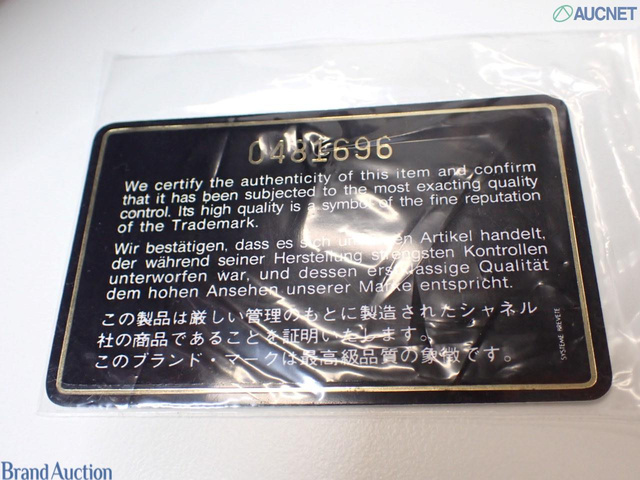 AUCNET
0481696
We certify the authenticity of this item and confirm
that it has been subjected to the most exacting quality
control. Its high quality is a symbol of the fine reputation
of the Trademark.
Wir bestätigen, dass es sich um einen Artikel handelt,
der während seiner Herstellung strengsten Kontrollen
unterworfen war, und dessen erstklassige Qualität
dem hohen Ansehen unserer Marke entspricht.
この製品は厳しい管理のもとに製造されたシャネル
社の商品であることを証明いたします。
このブランド・マークは最高級品質の象徴です。
SYSTEME BREVETE
Brand Auction